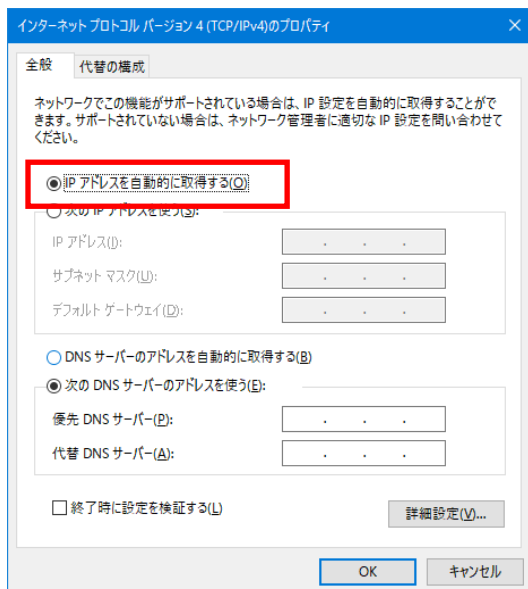 インターネット プロトコル バージョン 4 (TCP/IPv4)のプロパティ
全般
代替の構成
ネットワークでこの機能がサポートされている場合は、IP 設定を自動的に取得することがで
きます。サポートされていない場合は、ネットワーク管理者に適切な IP 設定を問い合わせて
ください。
IP アドレスを自動的に取得する(O)
次の IP アドレスを使う(S):
IP アドレス(I):
サブネット マスク(U):
デフォルト ゲートウェイ(D):
DNS サーバーのアドレスを自動的に取得する(B)
次の DNS サーバーのアドレスを使う(E):
優先 DNS サーバー(P):
代替 DNS サーバー(A):
終了時に設定を検証する(L)
詳細設定(V)...
OK
キャンセル